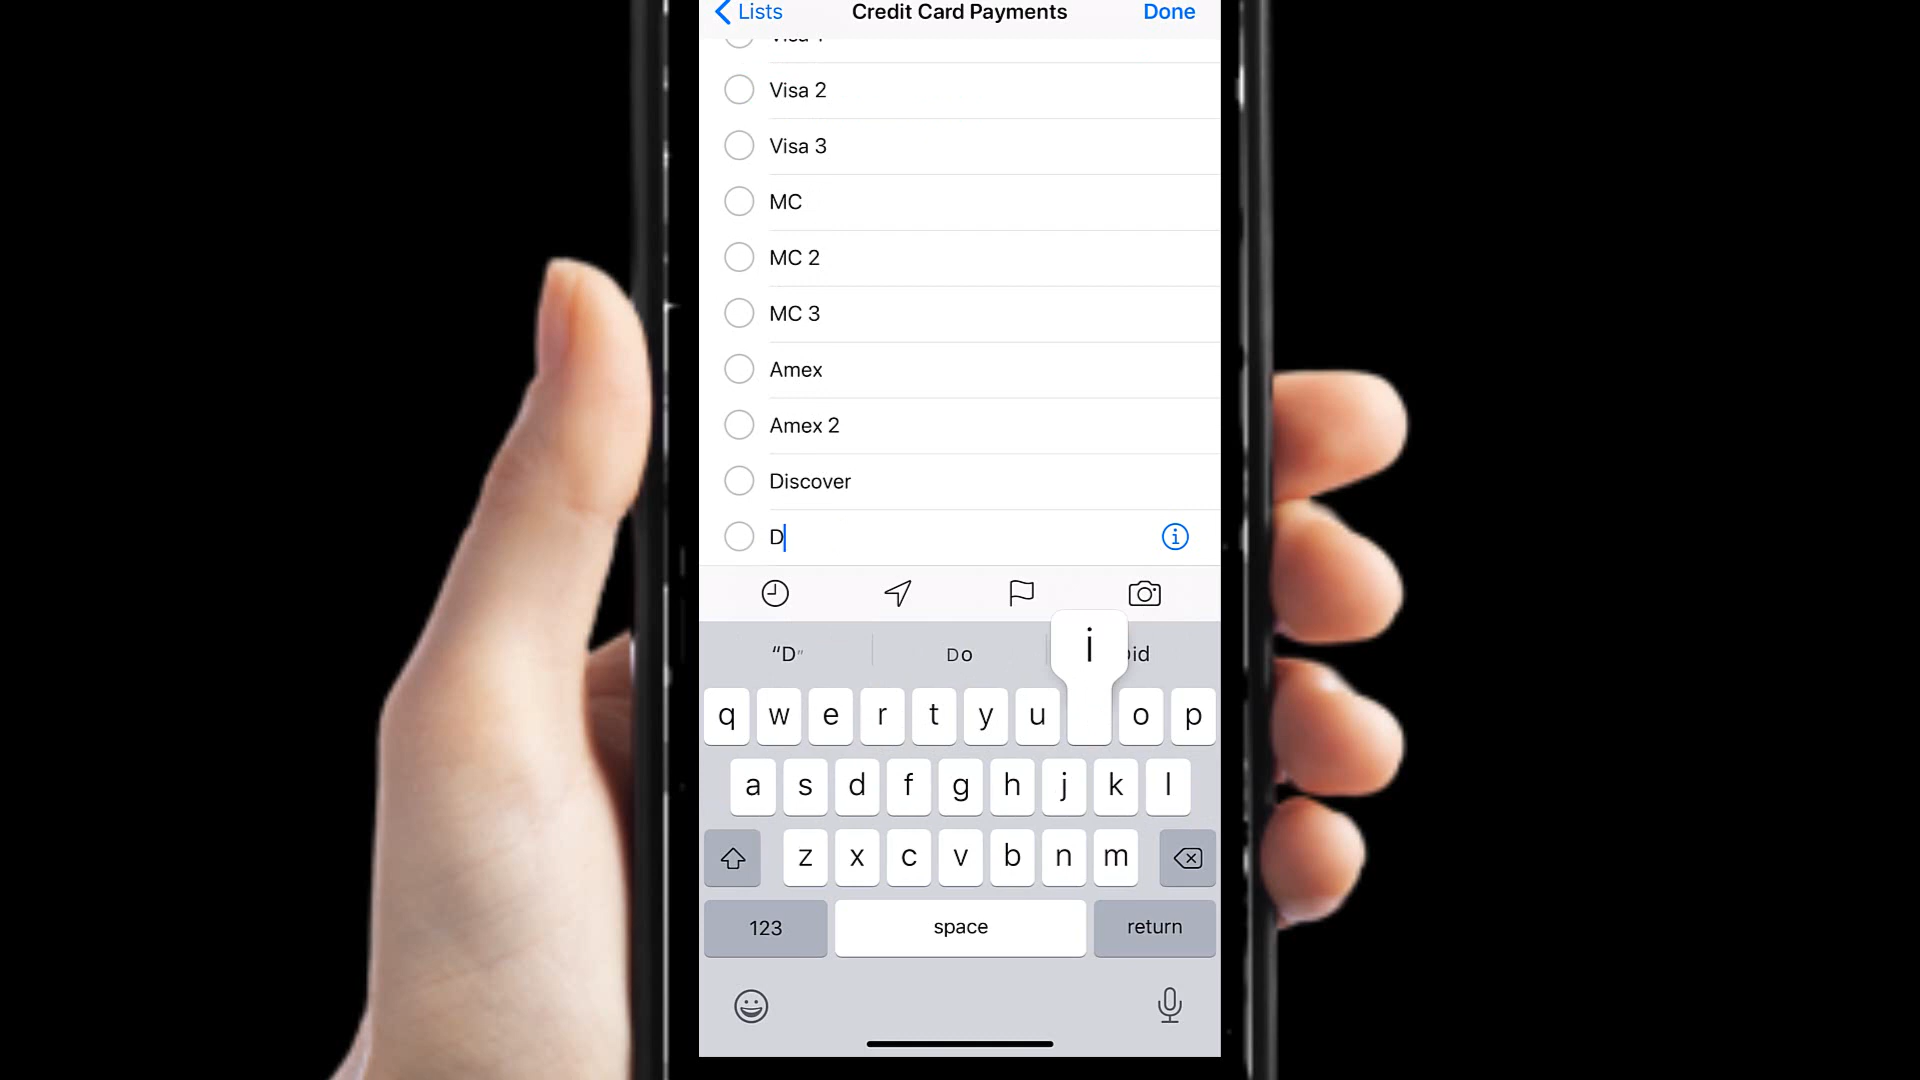 Lists Credit Card Payments Done
Visa 2
Visa 3
MC
MC 2
MC 3
Amex
Amex 2
Discover
D
“D” Do
i
q w e r t y u o p
a s d f g h j k l
z x c v b n m
123 space return